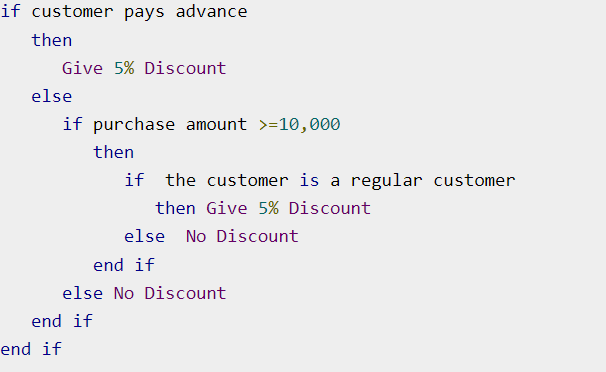 if customer pays advance
then
Give 5% Discount
else
if purchase amount >=10,000
then
if the customer is a regular customer
then Give 5% Discount
else No Discount
end if
else No Discount
end if
end if